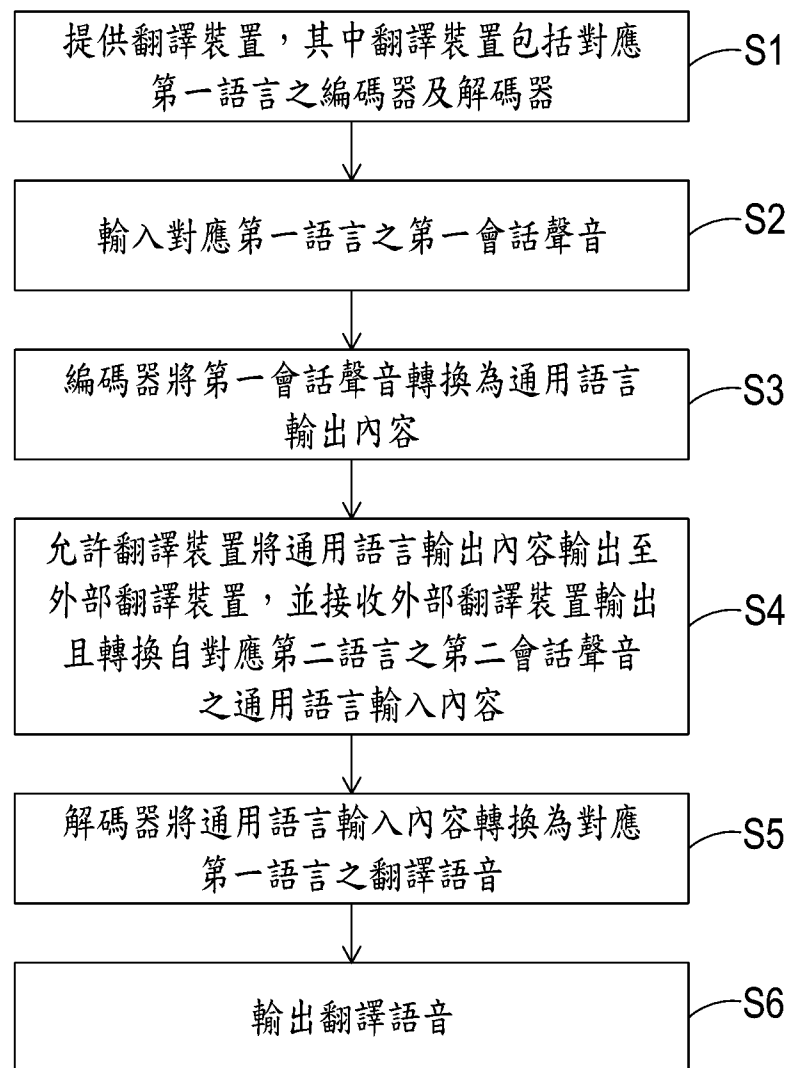 提供翻譯裝置，其中翻譯裝置包括對應
第一語言之編碼器及解碼器
S1
輸入對應第一語言之第一會話聲音
S2
編碼器將第一會話聲音轉換為通用語言
輸出內容
S3
允許翻譯裝置將通用語言輸出內容輸出至
外部翻譯裝置，並接收外部翻譯裝置輸出
且轉換自對應第二語言之第二會話聲音
之通用語言輸入內容
S4
解碼器將通用語言輸入內容轉換為對應
第一語言之翻譯語音
S5
輸出翻譯語音
S6